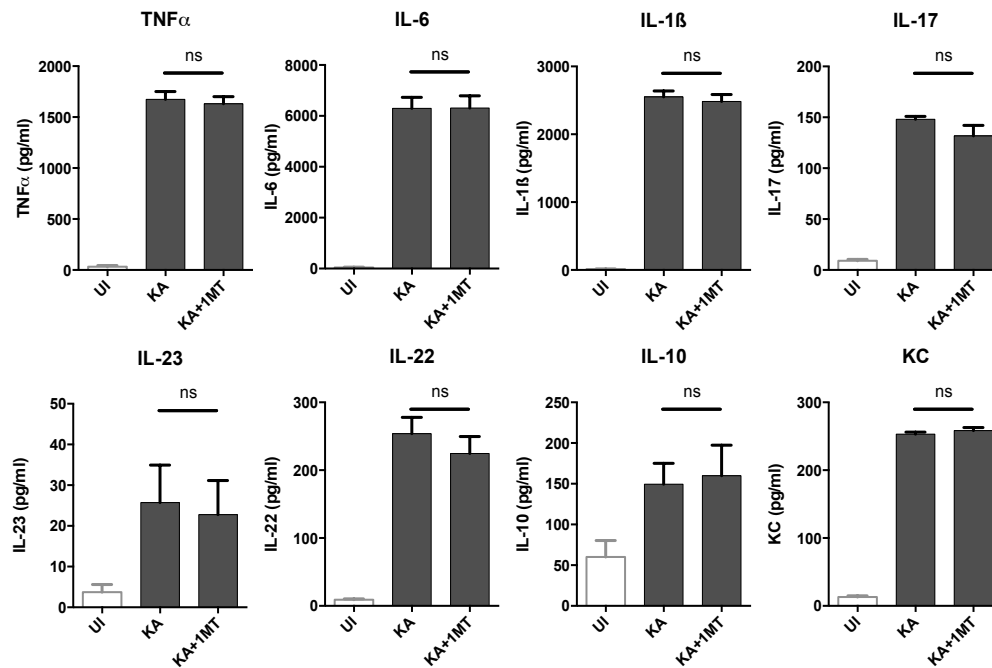 TNFα
ns
TNFα (pg/ml)
2000
1500
1000
500
0
UI
KA
KA+1MT
IL-6
ns
IL-6 (pg/ml)
8000
6000
4000
2000
0
UI
KA
KA+1MT
IL-1ß
ns
IL-1ß (pg/ml)
3000
2000
1000
0
UI
KA
KA+1MT
IL-17
ns
IL-17 (pg/ml)
200
150
100
50
0
UI
KA
KA+1MT
IL-23
ns
IL-23 (pg/ml)
50
40
30
20
10
0
UI
KA
KA+1MT
IL-22
ns
IL-22 (pg/ml)
300
200
100
0
UI
KA
KA+1MT
IL-10
ns
IL-10 (pg/ml)
250
200
150
100
50
0
UI
KA
KA+1MT
KC
ns
KC (pg/ml)
300
200
100
0
UI
KA
KA+1MT